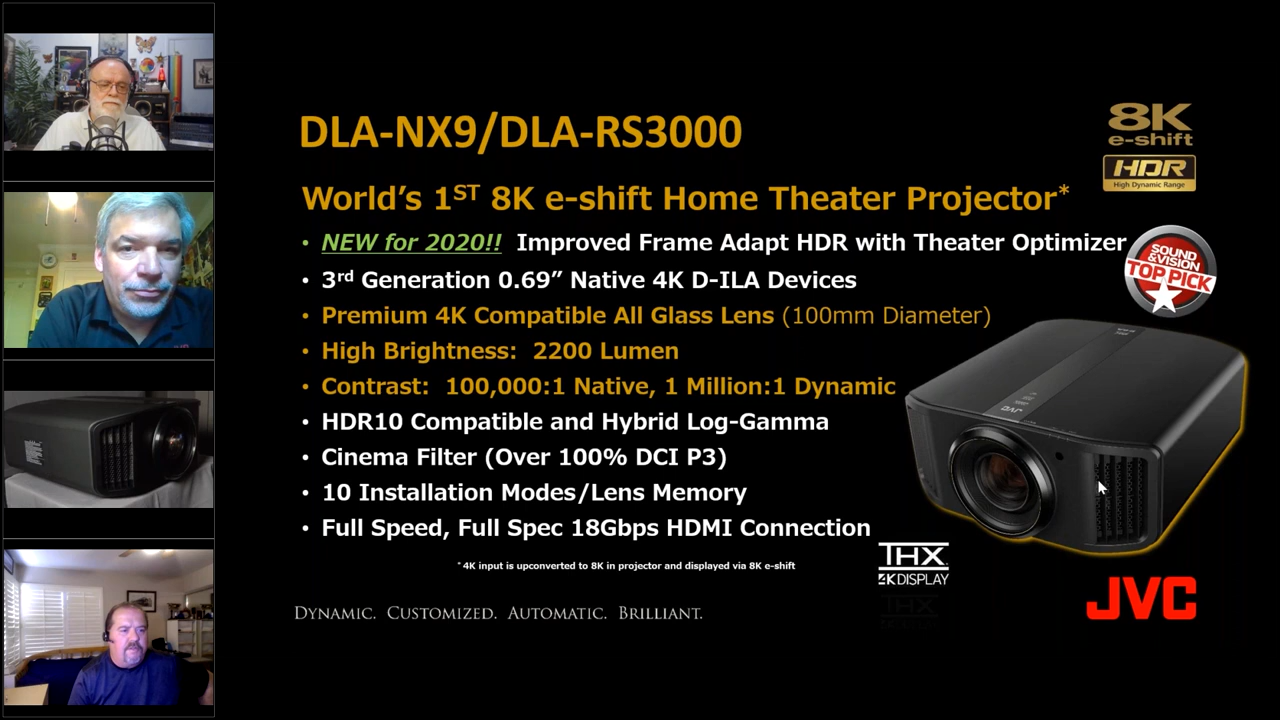 DLA-NX9/DLA-RS3000
8K
e-shift
HDR
High Dynamic Range
World’s 1ST 8K e-shift Home Theater Projector*
• NEW for 2020!! Improved Frame Adapt HDR with Theater Optimizer
SOUND
&VISION
TOP PICK
• 3rd Generation 0.69” Native 4K D-ILA Devices
• Premium 4K Compatible All Glass Lens (100mm Diameter)
• High Brightness: 2200 Lumen
• Contrast: 100,000:1 Native, 1 Million:1 Dynamic
• HDR10 Compatible and Hybrid Log-Gamma
• Cinema Filter (Over 100% DCI P3)
• 10 Installation Modes/Lens Memory
• Full Speed, Full Spec 18Gbps HDMI Connection
JVC
* 4K input is upconverted to 8K in projector and displayed via 8K e-shift
THX
4K DISPLAY
DYNAMIC. CUSTOMIZED. AUTOMATIC. BRILLIANT.
JVC